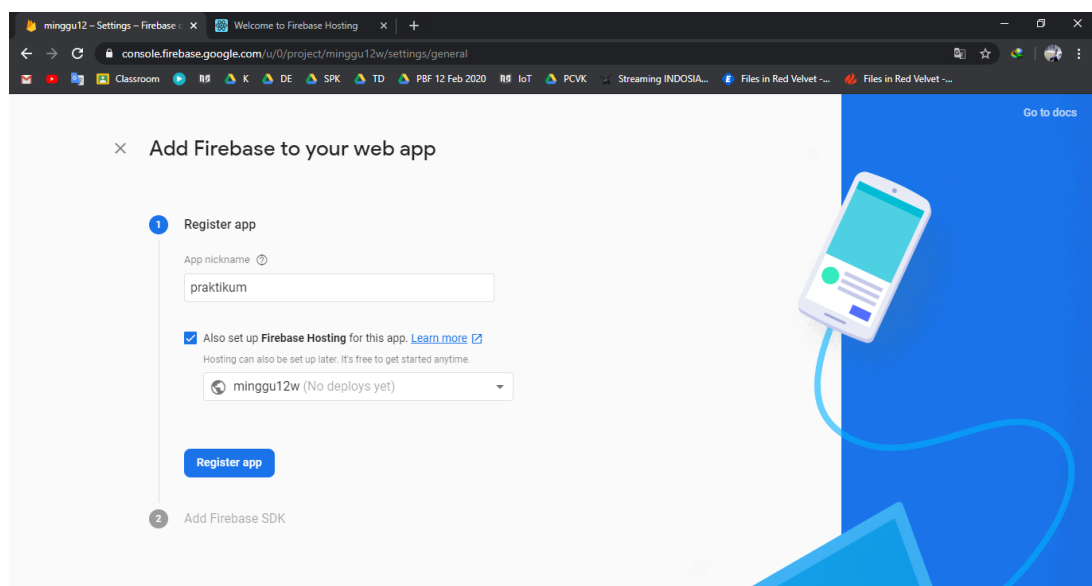 minggu12 – Settings – Firebase c
Welcome to Firebase Hosting
console.firebase.google.com/u/0/project/minggu12w/settings/general
Classroom
K
DE
SPK
TD
PBF 12 Feb 2020
IoT
PCVK
Streaming INDOSIA...
Files in Red Velvet -...
Files in Red Velvet -...
Go to docs
Add Firebase to your web app
1 Register app
App nickname
praktikum
Also set up Firebase Hosting for this app. Learn more
Hosting can also be set up later. It's free to get started anytime.
minggu12w (No deploys yet)
Register app
2 Add Firebase SDK